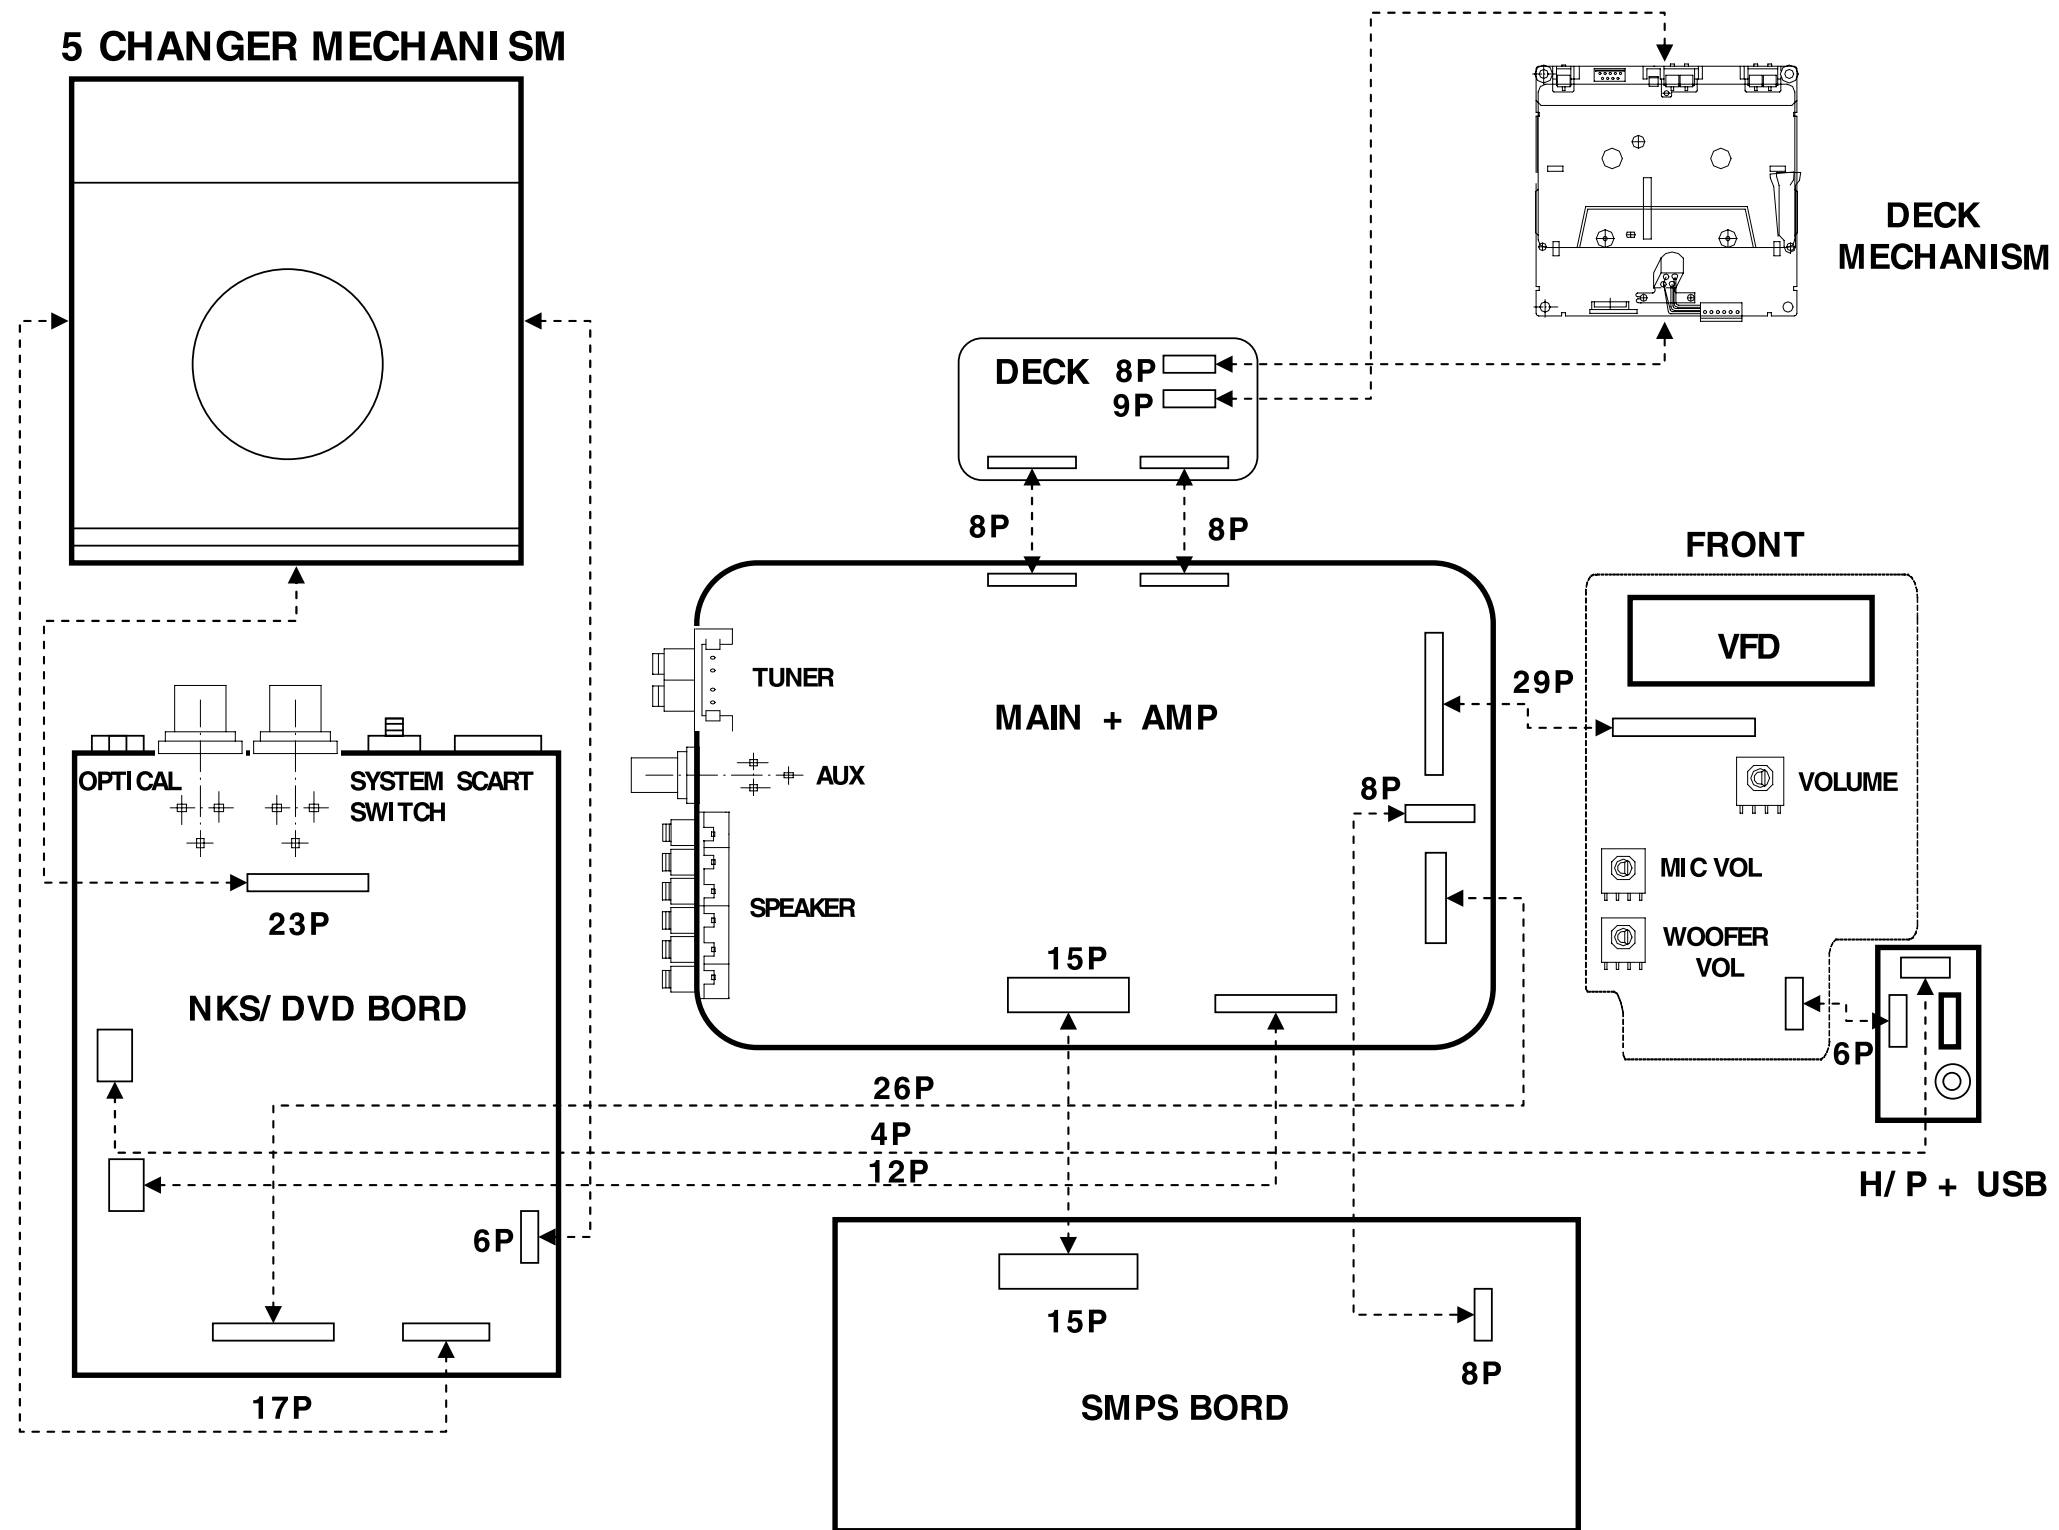 5 CHANGER MECHANISM
DECK
MECHANISM
DECK 8P
9P
8P
8P
FRONT
VFD
29P
TUNER
MAIN + AMP
AUX
8P
VOLUME
OPTICAL
SYSTEM
SWITCH
SCART
MIC VOL
SPEAKER
WOOFER
VOL
23P
15P
NKS/ DVD BORD
6P
26P
4P
12P
H/ P + USB
6P
15P
8P
17P
SMPS BORD